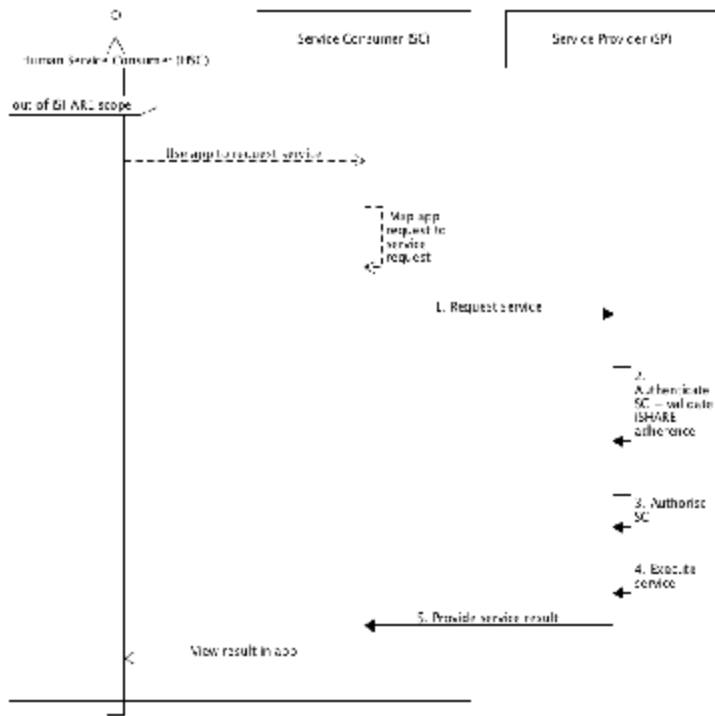 Human Service Consumer (HSC)
Service Consumer (SC)
Service Provider (SP)
out of iSHARE scope
Use app to request service
Map app
request to
service
request
1. Request service
2.
Authenticate
SC – validate
iSHARE
adherence
3. Authorise
SC
4. Execute
service
5. Provide service result
View result in app